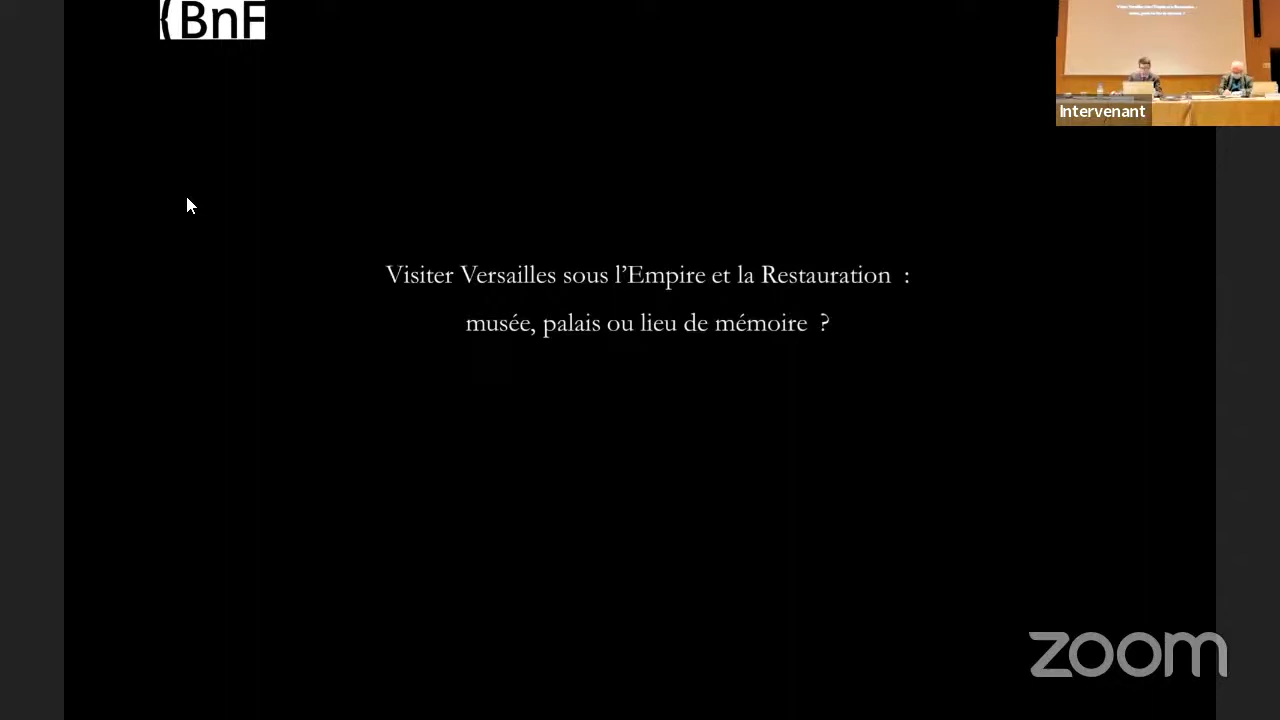 (BnF
Intervenant
Visiter Versailles sous l’Empire et la Restauration :
musée, palais ou lieu de mémoire ?
zoom